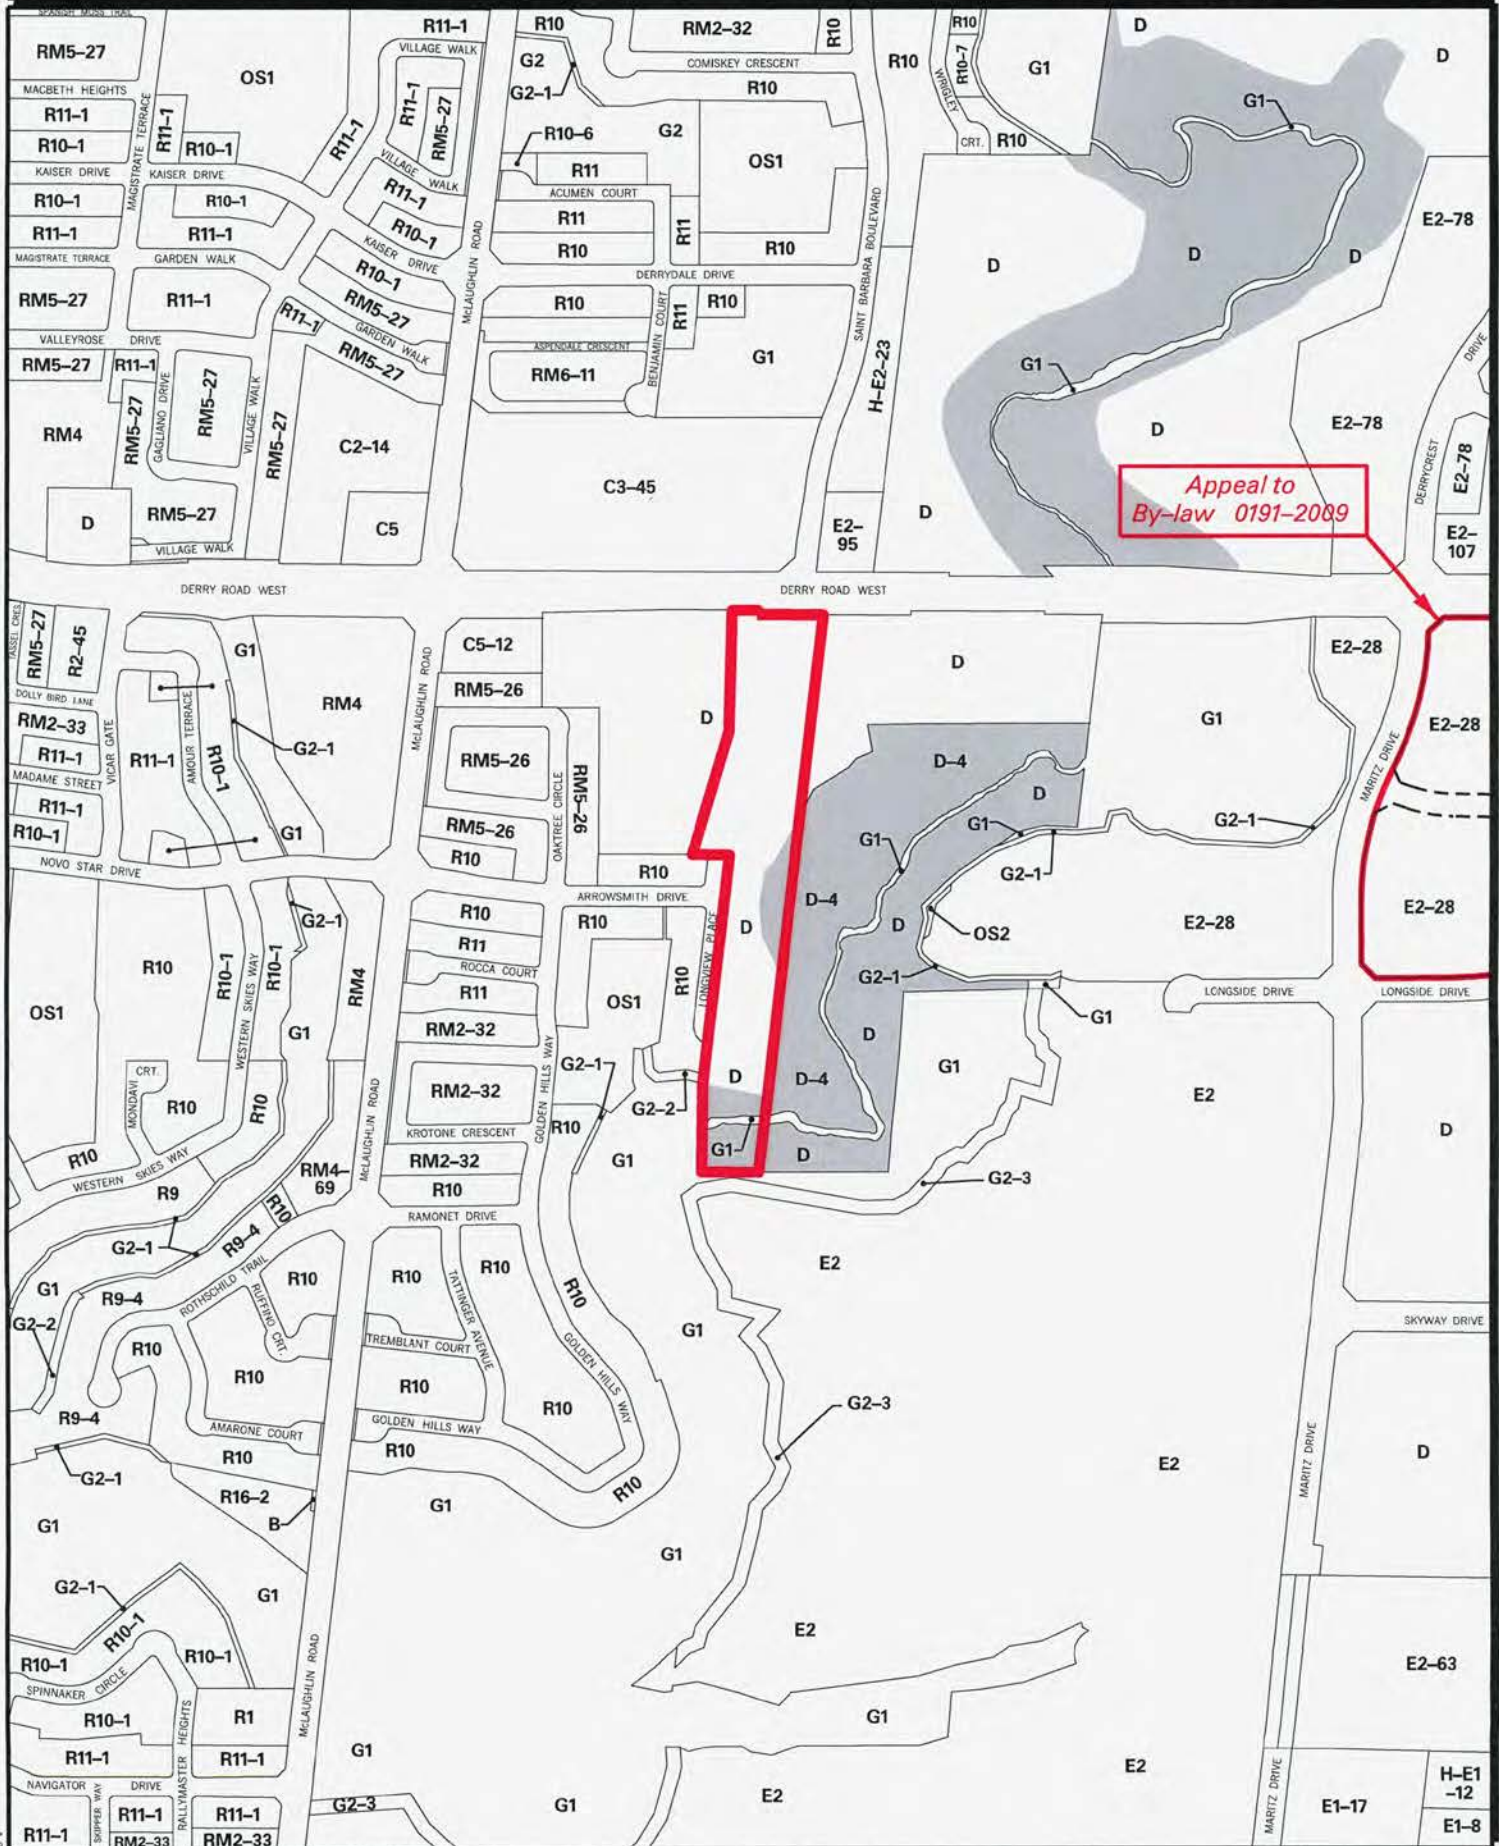 SPANISH MOSS TRAIL
RM5–27
OS1
R11–1
VILLAGE WALK
R10
RM2–32
R10
R10
R10
R10–7
G1
D
D
G2
G2–1
COMISKEY CRESCENT
R10
WRIGLEY
CRT.
R10
G1
MACBETH HEIGHTS
R11–1
R10–1
MAGISTRATE TERRACE
R11–1
R10–1
R11–1
R11–1
RM5–27
R10–6
G2
OS1
KAISER DRIVE
KAISER DRIVE
VILLAGE WALK
R11
ACUMEN COURT
R10–1
R10–1
R11–1
R10–1
R11
R11
SAINT BARBARA BOULEVARD
E2–78
R11–1
R11–1
KAISER DRIVE
McLAUGHLIN ROAD
R10
R10
D
D
D
MAGISTRATE TERRACE
GARDEN WALK
R10–1
DERRYDALE DRIVE
RM5–27
R11–1
RM5–27
R10
BENJAMIN COURT
R11
R10
R11–1
GARDEN WALK
VALLEYROSE DRIVE
RM5–27
ASPENDALE CRESCENT
G1
H–E2–23
G1
DRIVE
RM5–27
R11–1
RM6–11
RM4
RM5–27
GAGLIANO DRIVE
RM5–27
VILLAGE WALK
RM5–27
C2–14
D
E2–78
DERRYCREST
E2–78
C3–45
Appeal to
By–law 0191–2009
D
RM5–27
C5
E2–
95
D
E2–
107
VILLAGE WALK
DERRY ROAD WEST
DERRY ROAD WEST
TASSEL CRES.
RM5–27
R2–45
G1
C5–12
D
E2–28
DOLLY BIRD LANE
RM4
McLAUGHLIN ROAD
RM5–26
D
G1
E2–28
RM2–33
VICAR GATE
R11–1
AMOUR TERRACE
R10–1
G2–1
R11–1
RM5–26
OAKTREE CIRCLE
RM5–26
D–4
MARITZ DRIVE
MADAME STREET
R11–1
D
R10–1
G1
RM5–26
G1
G1
G2–1
NOVO STAR DRIVE
R10
R10
G2–1
ARROWSMITH DRIVE
D–4
G2–1
R10
R10
D
D
OS2
E2–28
E2–28
R10
R10–1
WESTERN SKIES WAY
R10–1
RM4
R11
ROCCA COURT
R10
LONGVIEW PLACE
G2–1
LONGSIDE DRIVE
LONGSIDE DRIVE
OS1
R11
OS1
G1
G1
RM2–32
D
CRT.
MONDAVI
R10
R10
McLAUGHLIN ROAD
RM2–32
GOLDEN HILLS WAY
G2–1
D
D–4
G1
E2
G2–2
KROTONE CRESCENT
R10
D
R10
WESTERN SKIES WAY
RM4–
69
RM2–32
G1
G1
D
G2–3
R9
R10
R10
RAMONET DRIVE
G2–1
R9–4
E2
G1
R9–4
ROTHSCHILD TRAIL
RUFFINO CRT.
R10
R10
TATTINGER AVENUE
R10
R10
G2–2
R10
TREMBLANT COURT
GOLDEN HILLS WAY
G1
SKYWAY DRIVE
R10
R10
R10
R9–4
AMARONE COURT
GOLDEN HILLS WAY
G2–3
R10
R10
R10
G2–1
R16–2
G1
E2
MARITZ DRIVE
D
B
G1
G1
G2–1
G1
R10–1
E2
R10–1
R10–1
SPINNAKER CIRCLE
McLAUGHLIN ROAD
E2–63
R10–1
R1
G1
RALLYMASTER HEIGHTS
R11–1
R11–1
G1
E2
NAVIGATOR DRIVE
SKIPPER WAY
MARITZ DRIVE
H–E1
–12
R11–1
R11–1
G2–3
G1
E2
E1–17
R11–1
RM2–33
RM2–33
E1–8